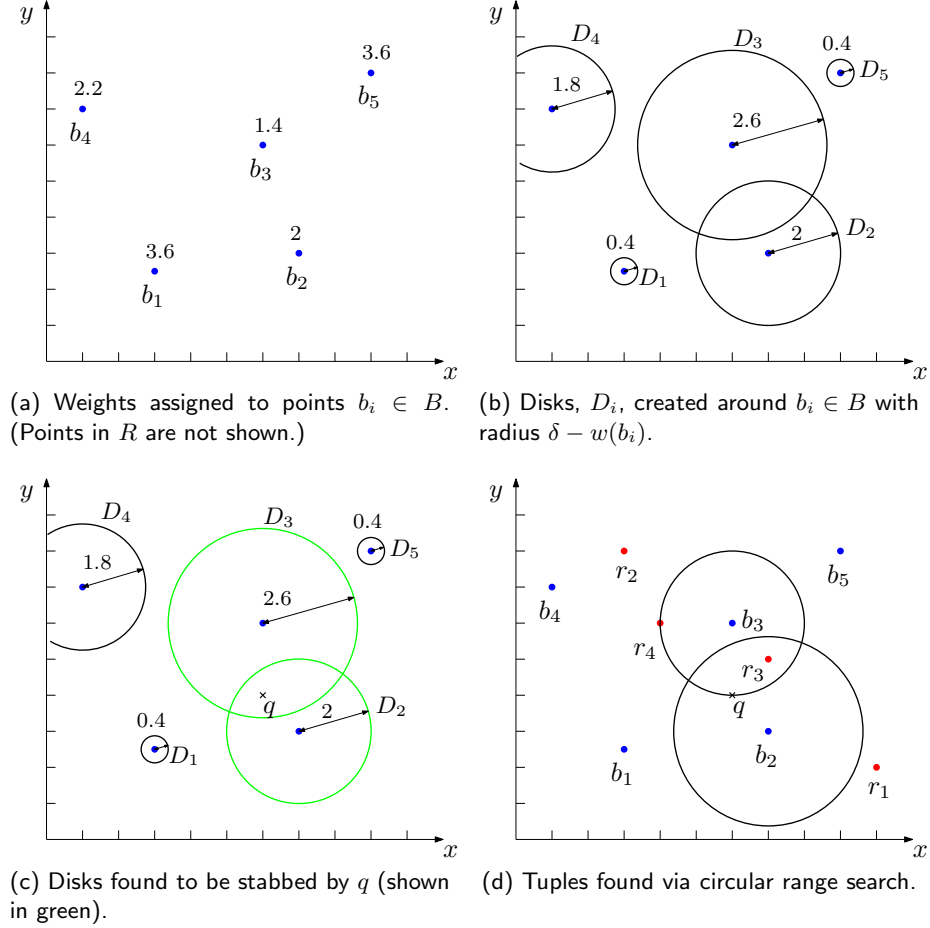 y
3.6
b5
2.2
b4
1.4
b3
3.6
b1
2
b2
x
(a) Weights assigned to points bi ∈ B.
(Points in R are not shown.)
y
D4
D3
0.4
D5
1.8
2.6
0.4
D1
2
D2
x
(b) Disks, Di, created around bi ∈ B with
radius δ − w(bi).
y
D4
D3
0.4
D5
1.8
2.6
q
0.4
D1
2
D2
x
(c) Disks found to be stabbed by q (shown
in green).
y
r2
b5
b4
b3
r4
r3
q
b1
b2
r1
x
(d) Tuples found via circular range search.